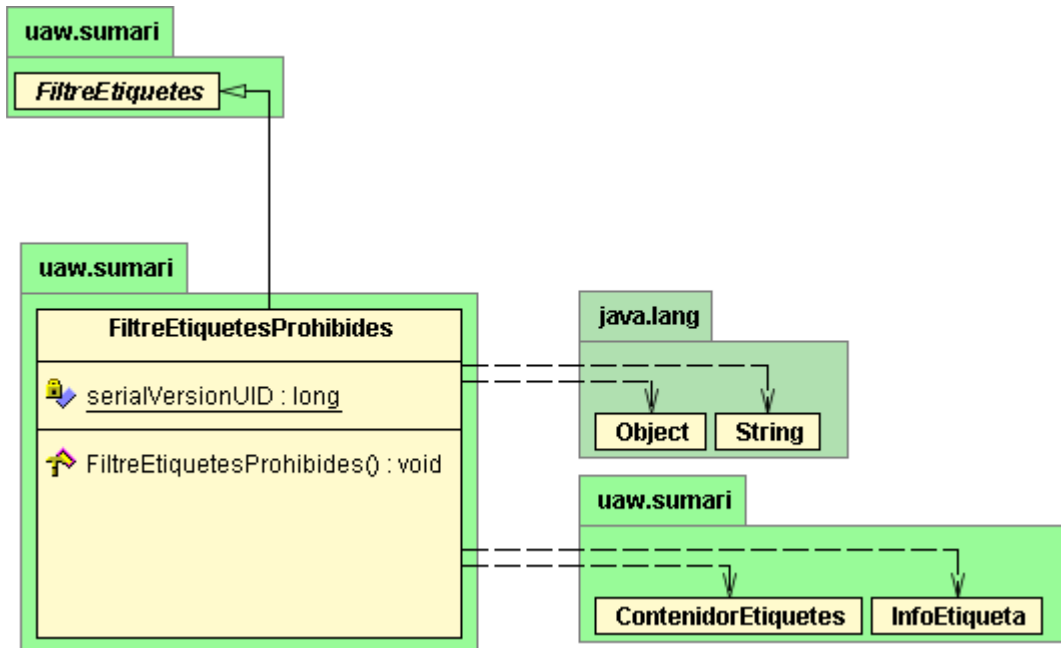 uaw.sumari
FiltreEtiquetes
uaw.sumari
FiltreEtiquetesProhibides
serialVersionUID : long
FiltreEtiquetesProhibides() : void
java.lang
Object
String
uaw.sumari
ContenidorEtiquetes
InfoEtiqueta